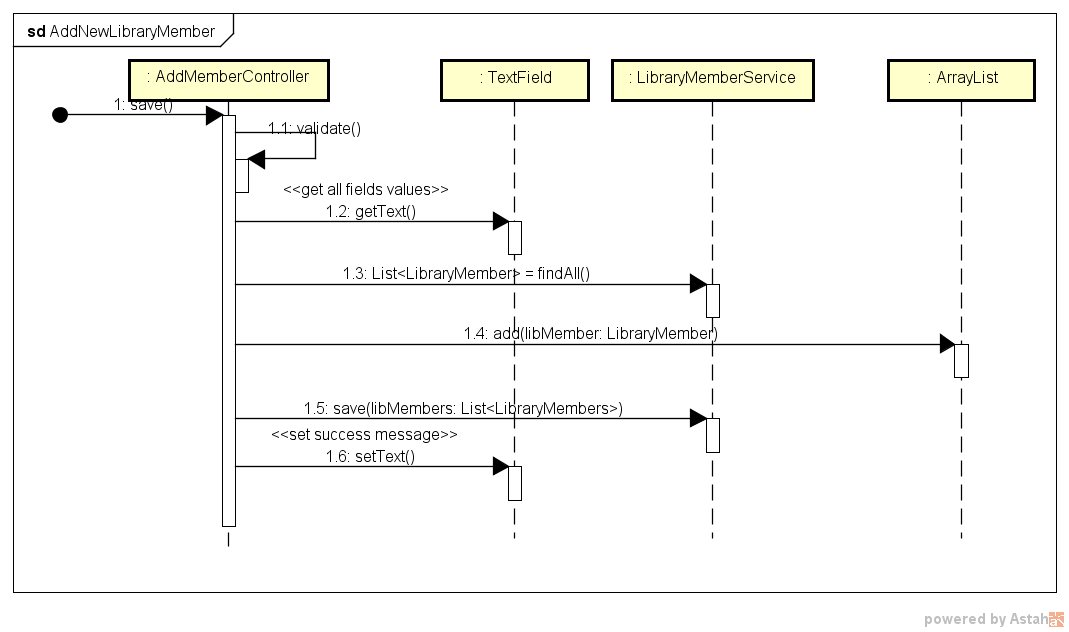 sd AddNewLibraryMember
: AddMemberController
: TextField
: LibraryMemberService
: ArrayList
1: save()
1.1: validate()
<<get all fields values>>
1.2: getText()
1.3: List<LibraryMember> = findAll()
1.4: add(libMember: LibraryMember)
1.5: save(libMembers: List<LibraryMembers>)
<<set success message>>
1.6: setText()
powered by Astah